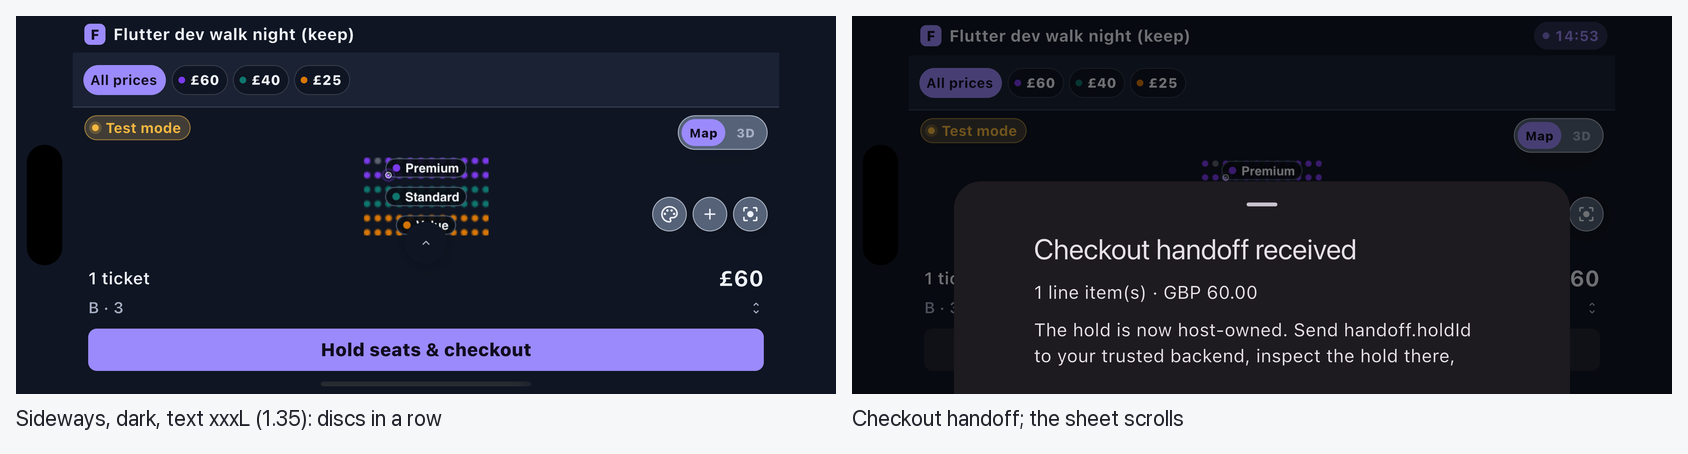 F Flutter dev walk night (keep)
All prices £60 £40 £25
Test mode
Map 3D
Premium
Standard
1 ticket £60
B · 3
Hold seats & checkout
Sideways, dark, text xxxL (1.35): discs in a row
F Flutter dev walk night (keep) 14:53
All prices £60 £40 £25
Test mode
Map 3D
Premium
Checkout handoff received
1 line item(s) · GBP 60.00
The hold is now host-owned. Send handoff.holdId
to your trusted backend, inspect the hold there,
60
B ·
Checkout handoff; the sheet scrolls